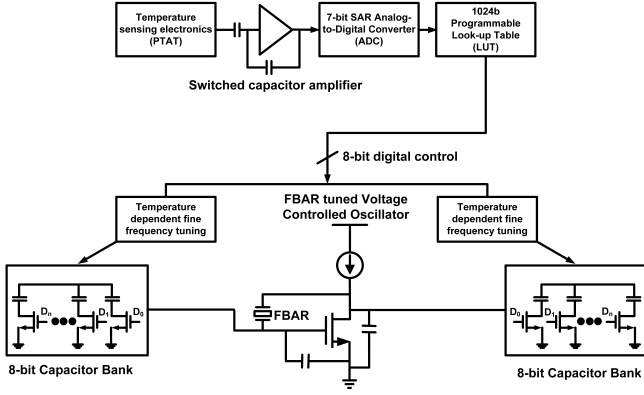 Temperature
sensing electronics
(PTAT)
7-bit SAR Analog-
to-Digital Converter
(ADC)
1024b
Programmable
Look-up Table
(LUT)
Switched capacitor amplifier
8-bit digital control
Temperature
dependent fine
frequency tuning
FBAR tuned Voltage
Controlled Oscillator
Temperature
dependent fine
frequency tuning
Dn
D1
D0
FBAR
D0
D1
Dn
8-bit Capacitor Bank
8-bit Capacitor Bank